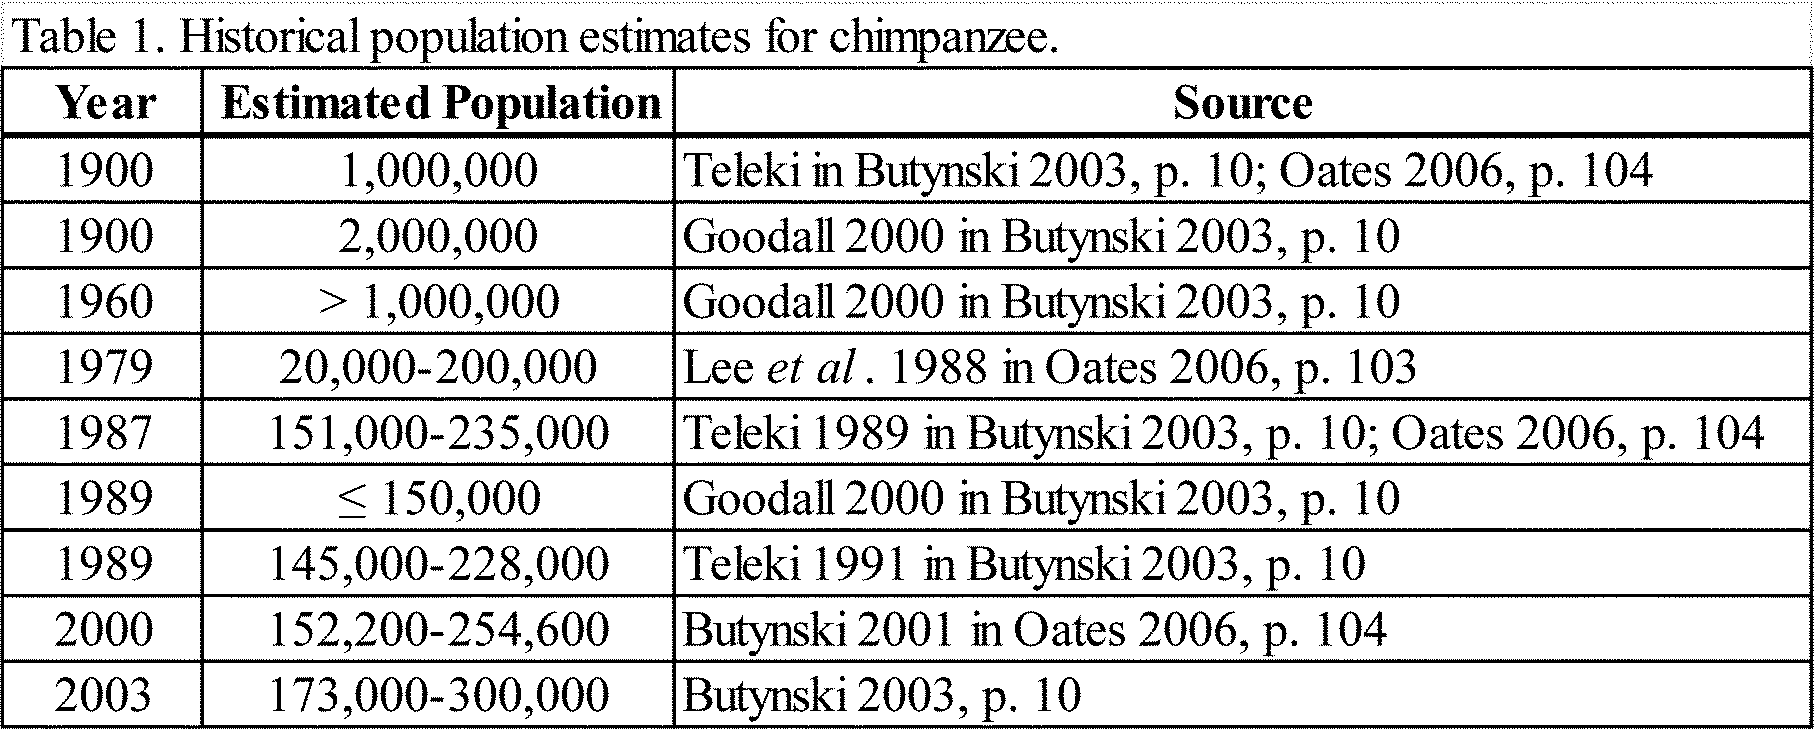 Table 1. Historical population estimates for chimpanzee.
Year Estimated Population Source
1900 1,000,000 Teleki in Butynski 2003, p. 10; Oates 2006, p. 104
1900 2,000,000 Goodall 2000 in Butynski 2003, p. 10
1960 > 1,000,000 Goodall 2000 in Butynski 2003, p. 10
1979 20,000-200,000 Lee et al . 1988 in Oates 2006, p. 103
1987 151,000-235,000 Teleki 1989 in Butynski 2003, p. 10; Oates 2006, p. 104
1989 ≤ 150,000 Goodall 2000 in Butynski 2003, p. 10
1989 145,000-228,000 Teleki 1991 in Butynski 2003, p. 10
2000 152,200-254,600 Butynski 2001 in Oates 2006, p. 104
2003 173,000-300,000 Butynski 2003, p. 10